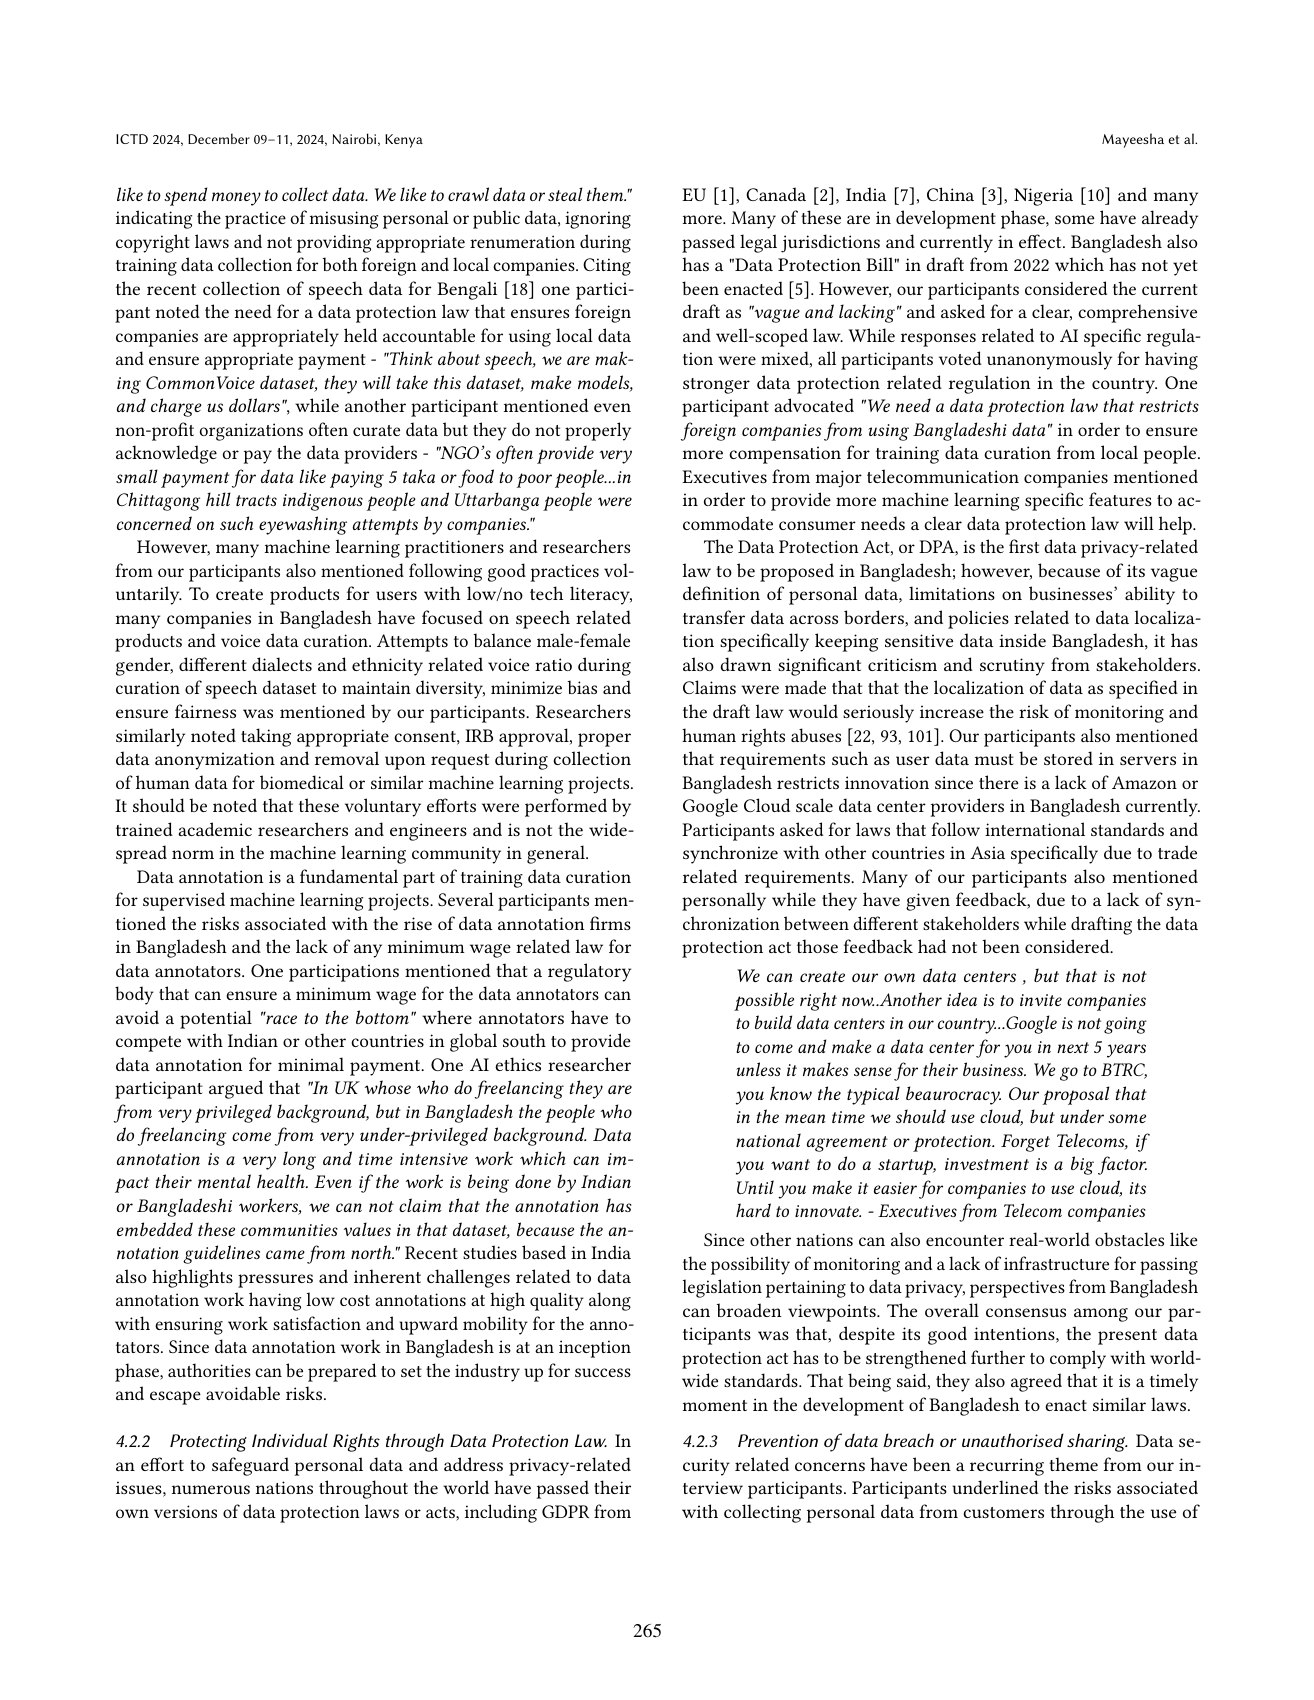 ICTD 2024, December 09–11, 2024, Nairobi, Kenya
Mayeesha et al.
like to spend money to collect data. We like to crawl data or steal them."
indicating the practice of misusing personal or public data, ignoring
copyright laws and not providing appropriate renumeration during
training data collection for both foreign and local companies. Citing
the recent collection of speech data for Bengali [18] one partici-
pant noted the need for a data protection law that ensures foreign
companies are appropriately held accountable for using local data
and ensure appropriate payment - "Think about speech, we are mak-
ing CommonVoice dataset, they will take this dataset, make models,
and charge us dollars", while another participant mentioned even
non-profit organizations often curate data but they do not properly
acknowledge or pay the data providers - "NGO's often provide very
small payment for data like paying 5 taka or food to poor people...in
Chittagong hill tracts indigenous people and Uttarbanga people were
concerned on such eyewashing attempts by companies."
However, many machine learning practitioners and researchers
from our participants also mentioned following good practices vol-
untarily. To create products for users with low/no tech literacy,
many companies in Bangladesh have focused on speech related
products and voice data curation. Attempts to balance male-female
gender, different dialects and ethnicity related voice ratio during
curation of speech dataset to maintain diversity, minimize bias and
ensure fairness was mentioned by our participants. Researchers
similarly noted taking appropriate consent, IRB approval, proper
data anonymization and removal upon request during collection
of human data for biomedical or similar machine learning projects.
It should be noted that these voluntary efforts were performed by
trained academic researchers and engineers and is not the wide-
spread norm in the machine learning community in general.
Data annotation is a fundamental part of training data curation
for supervised machine learning projects. Several participants men-
tioned the risks associated with the rise of data annotation firms
in Bangladesh and the lack of any minimum wage related law for
data annotators. One participations mentioned that a regulatory
body that can ensure a minimum wage for the data annotators can
avoid a potential "race to the bottom" where annotators have to
compete with Indian or other countries in global south to provide
data annotation for minimal payment. One AI ethics researcher
participant argued that "In UK whose who do freelancing they are
from very privileged background, but in Bangladesh the people who
do freelancing come from very under-privileged background. Data
annotation is a very long and time intensive work which can im-
pact their mental health. Even if the work is being done by Indian
or Bangladeshi workers, we can not claim that the annotation has
embedded these communities values in that dataset, because the an-
notation guidelines came from north." Recent studies based in India
also highlights pressures and inherent challenges related to data
annotation work having low cost annotations at high quality along
with ensuring work satisfaction and upward mobility for the anno-
tators. Since data annotation work in Bangladesh is at an inception
phase, authorities can be prepared to set the industry up for success
and escape avoidable risks.
4.2.2 Protecting Individual Rights through Data Protection Law. In
an effort to safeguard personal data and address privacy-related
issues, numerous nations throughout the world have passed their
own versions of data protection laws or acts, including GDPR from
EU [1], Canada [2], India [7], China [3], Nigeria [10] and many
more. Many of these are in development phase, some have already
passed legal jurisdictions and currently in effect. Bangladesh also
has a "Data Protection Bill" in draft from 2022 which has not yet
been enacted [5]. However, our participants considered the current
draft as "vague and lacking" and asked for a clear, comprehensive
and well-scoped law. While responses related to AI specific regula-
tion were mixed, all participants voted unanonymously for having
stronger data protection related regulation in the country. One
participant advocated "We need a data protection law that restricts
foreign companies from using Bangladeshi data" in order to ensure
more compensation for training data curation from local people.
Executives from major telecommunication companies mentioned
in order to provide more machine learning specific features to ac-
commodate consumer needs a clear data protection law will help.
The Data Protection Act, or DPA, is the first data privacy-related
law to be proposed in Bangladesh; however, because of its vague
definition of personal data, limitations on businesses' ability to
transfer data across borders, and policies related to data localiza-
tion specifically keeping sensitive data inside Bangladesh, it has
also drawn significant criticism and scrutiny from stakeholders.
Claims were made that that the localization of data as specified in
the draft law would seriously increase the risk of monitoring and
human rights abuses [22, 93, 101]. Our participants also mentioned
that requirements such as user data must be stored in servers in
Bangladesh restricts innovation since there is a lack of Amazon or
Google Cloud scale data center providers in Bangladesh currently.
Participants asked for laws that follow international standards and
synchronize with other countries in Asia specifically due to trade
related requirements. Many of our participants also mentioned
personally while they have given feedback, due to a lack of syn-
chronization between different stakeholders while drafting the data
protection act those feedback had not been considered.
We can create our own data centers , but that is not
possible right now..Another idea is to invite companies
to build data centers in our country...Google is not going
to come and make a data center for you in next 5 years
unless it makes sense for their business. We go to BTRC,
you know the typical beaurocracy. Our proposal that
in the mean time we should use cloud, but under some
national agreement or protection. Forget Telecoms, if
you want to do a startup, investment is a big factor.
Until you make it easier for companies to use cloud, its
hard to innovate. - Executives from Telecom companies
Since other nations can also encounter real-world obstacles like
the possibility of monitoring and a lack of infrastructure for passing
legislation pertaining to data privacy, perspectives from Bangladesh
can broaden viewpoints. The overall consensus among our par-
ticipants was that, despite its good intentions, the present data
protection act has to be strengthened further to comply with world-
wide standards. That being said, they also agreed that it is a timely
moment in the development of Bangladesh to enact similar laws.
4.2.3 Prevention of data breach or unauthorised sharing. Data se-
curity related concerns have been a recurring theme from our in-
terview participants. Participants underlined the risks associated
with collecting personal data from customers through the use of
265